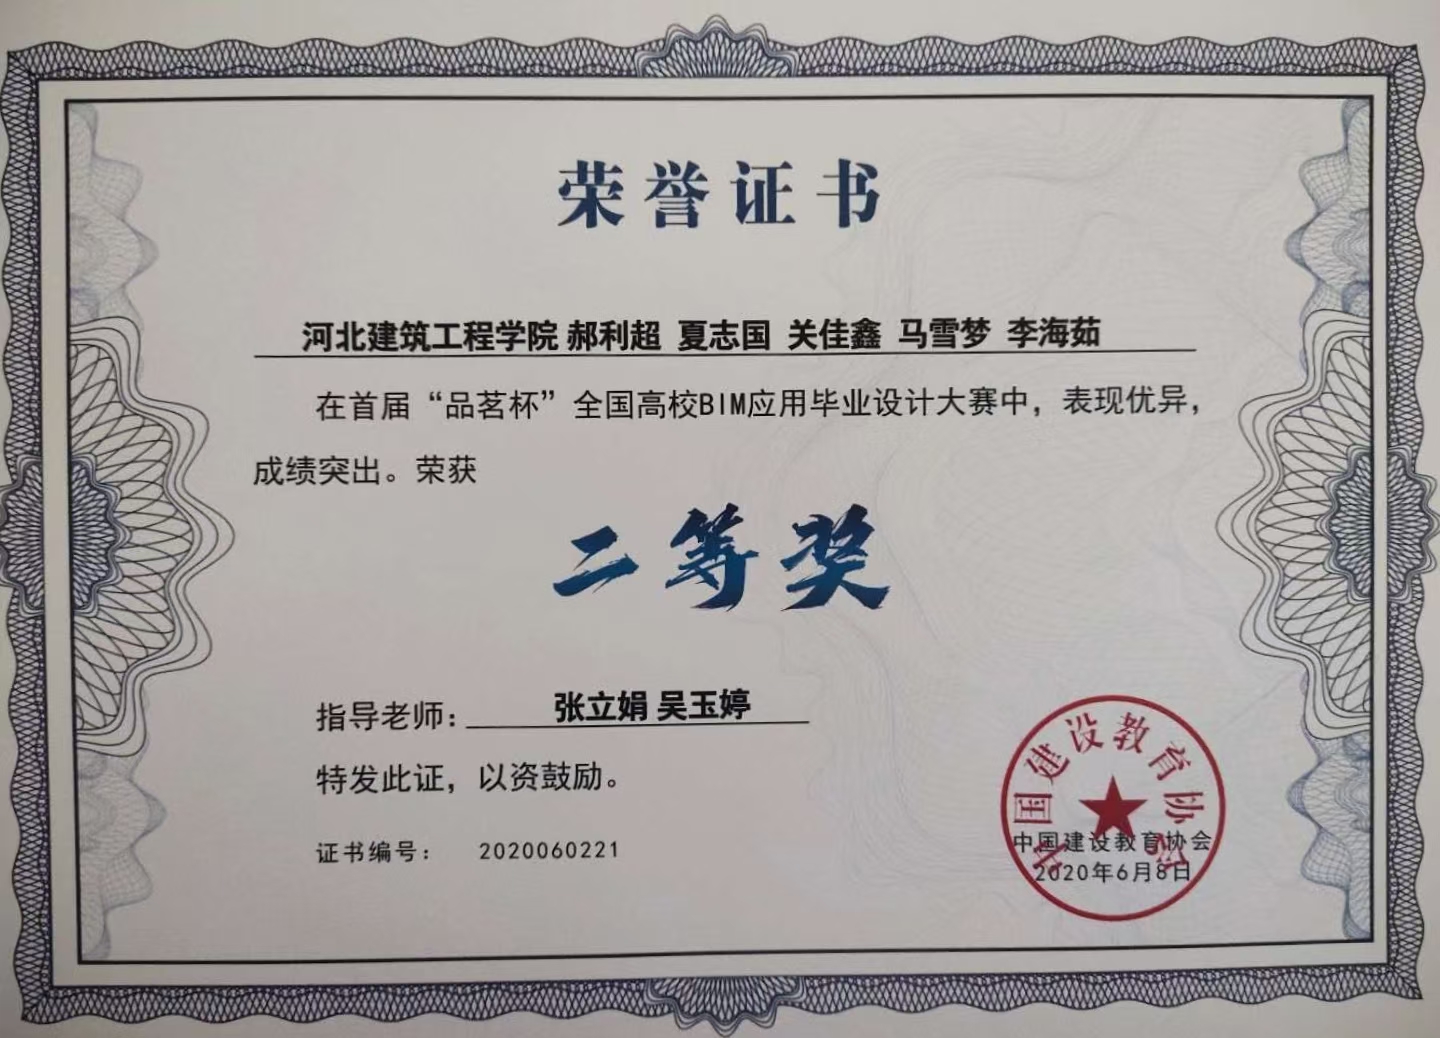 荣誉证书
河北建筑工程学院 郝利超 夏志国 关佳鑫 马雪梦 李海茹
在首届“品茗杯”全国高校BIM应用毕业设计大赛中，表现优异，
成绩突出。荣获
二等奖
指导老师：张立娟 吴玉婷
特发此证，以资鼓励。
证书编号： 2020060221
中国建设教育协会
中国建设教育协会
2020年6月8日